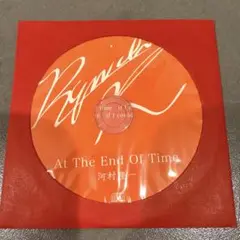 Ryuichi
At The End Of Time
河村隆一